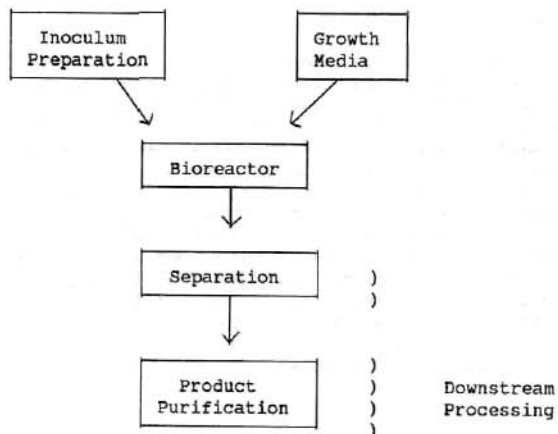 Inoculum
Preparation
Growth
Media
Bioreactor
Separation
)
)
Product
Purification
)
)
)
)
Downstream
Processing